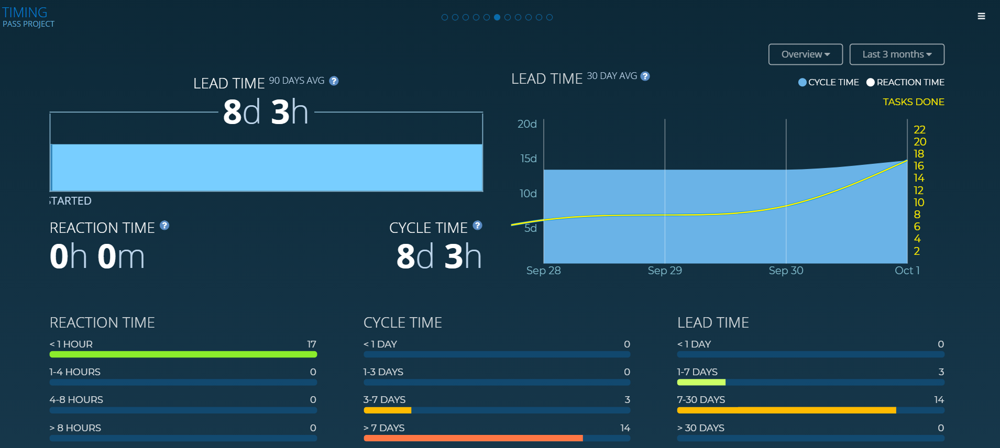 TIMING
PASS PROJECT
Overview
Last 3 months
LEAD TIME 90 DAYS AVG ?
8d 3h
TARTED
REACTION TIME ?
0h 0m
CYCLE TIME ?
8d 3h
LEAD TIME 30 DAY AVG ?
CYCLE TIME REACTION TIME
TASKS DONE
20d
15d
10d
5d
22
20
18
16
14
12
10
8
6
4
2
Sep 28 Sep 29 Sep 30 Oct 1
REACTION TIME
< 1 HOUR 17
1-4 HOURS 0
4-8 HOURS 0
> 8 HOURS 0
CYCLE TIME
< 1 DAY 0
1-3 DAYS 0
3-7 DAYS 3
> 7 DAYS 14
LEAD TIME
< 1 DAY 0
1-7 DAYS 3
7-30 DAYS 14
> 30 DAYS 0